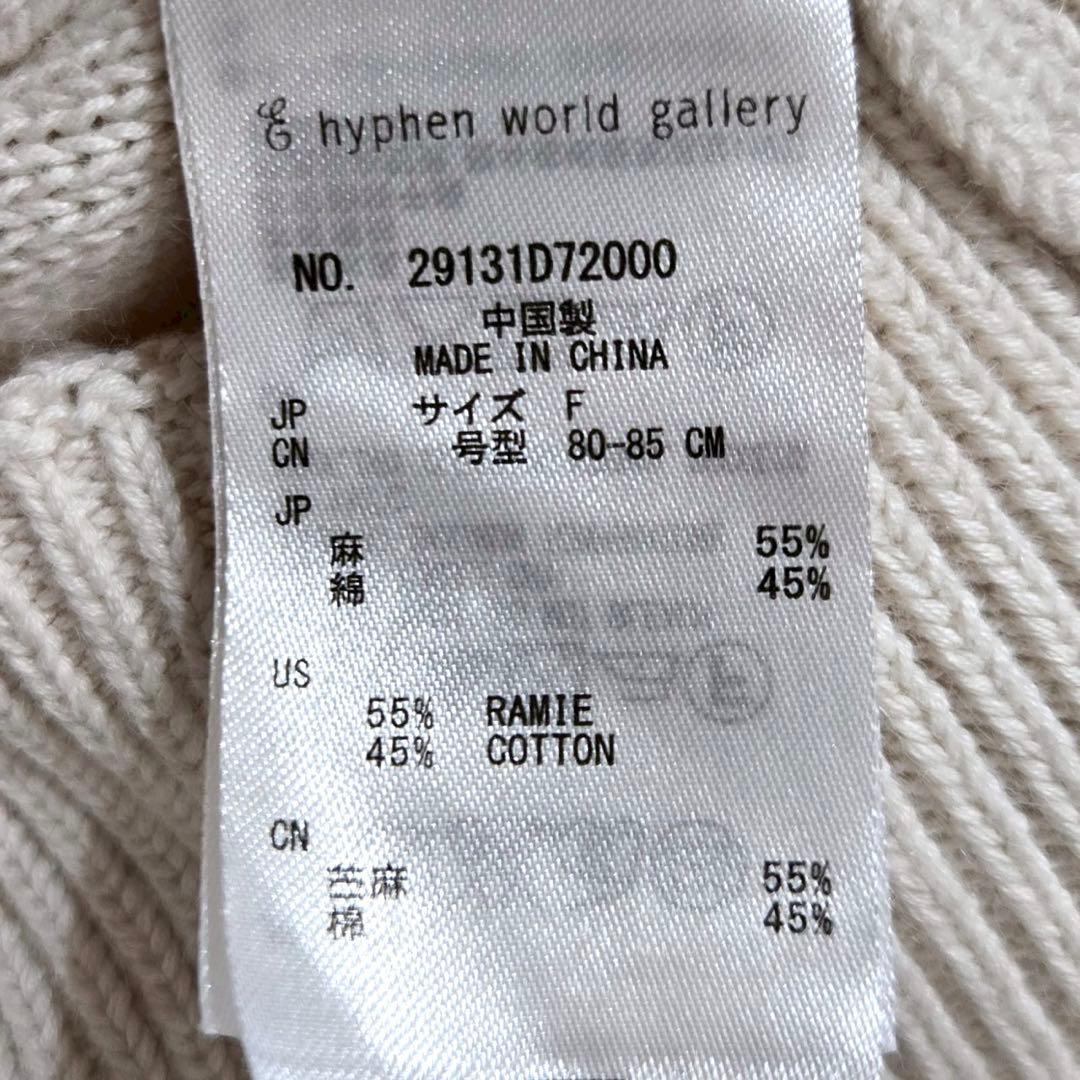 E hyphen world gallery
NO. 29131D72000
中国製
MADE IN CHINA
JP サイズ F
CN 号型 80-85 CM
JP
麻 55%
綿 45%
US
55% RAMIE
45% COTTON
CN
苎麻 55%
棉 45%